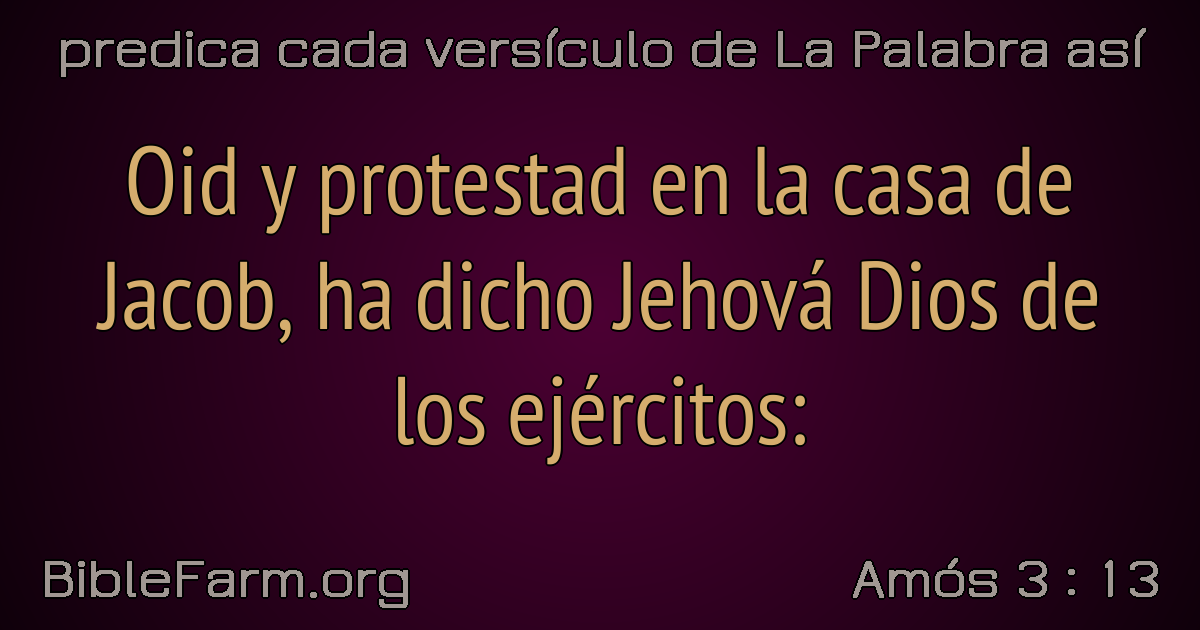 predica cada versículo de La Palabra así
Oid y protestad en la casa de
Jacob, ha dicho Jehová Dios de
los ejércitos:
BibleFarm.org
Amós 3 : 13